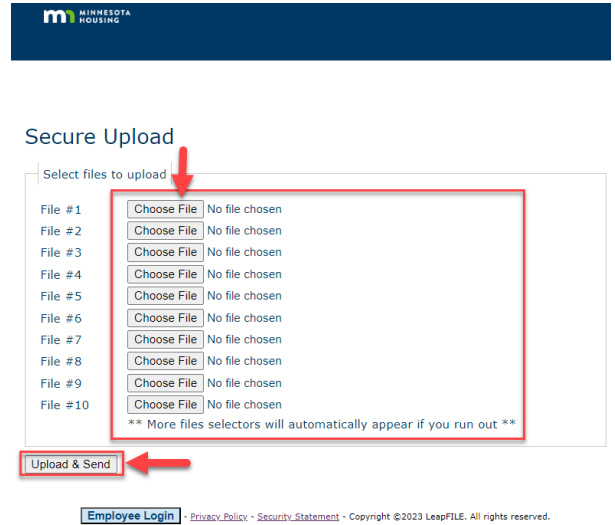 MINNESOTA
HOUSING
Secure Upload
Select files to upload
File #1 Choose File No file chosen
File #2 Choose File No file chosen
File #3 Choose File No file chosen
File #4 Choose File No file chosen
File #5 Choose File No file chosen
File #6 Choose File No file chosen
File #7 Choose File No file chosen
File #8 Choose File No file chosen
File #9 Choose File No file chosen
File #10 Choose File No file chosen
** More files selectors will automatically appear if you run out **
Upload & Send
Employee Login - Privacy Policy - Security Statement - Copyright ©2023 LeapFILE. All rights reserved.